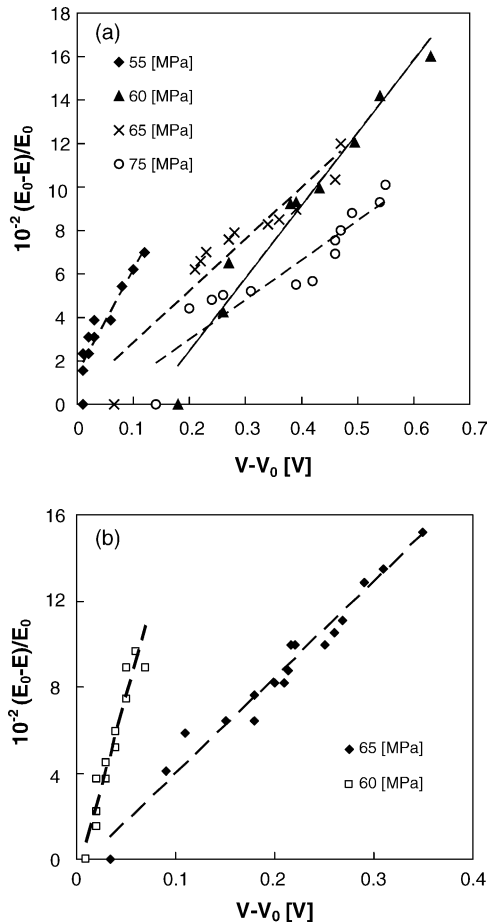 18
(a)
16
55 [MPa]
14
60 [MPa]
12
65 [MPa]
10
75 [MPa]
8
6
4
2
0
10⁻² (E₀-E)/E₀
0 0.1 0.2 0.3 0.4 0.5 0.6 0.7
V-V₀ [V]
16
(b)
12
8
4
65 [MPa]
60 [MPa]
0
10⁻² (E₀-E)/E₀
0 0.1 0.2 0.3 0.4
V-V₀ [V]